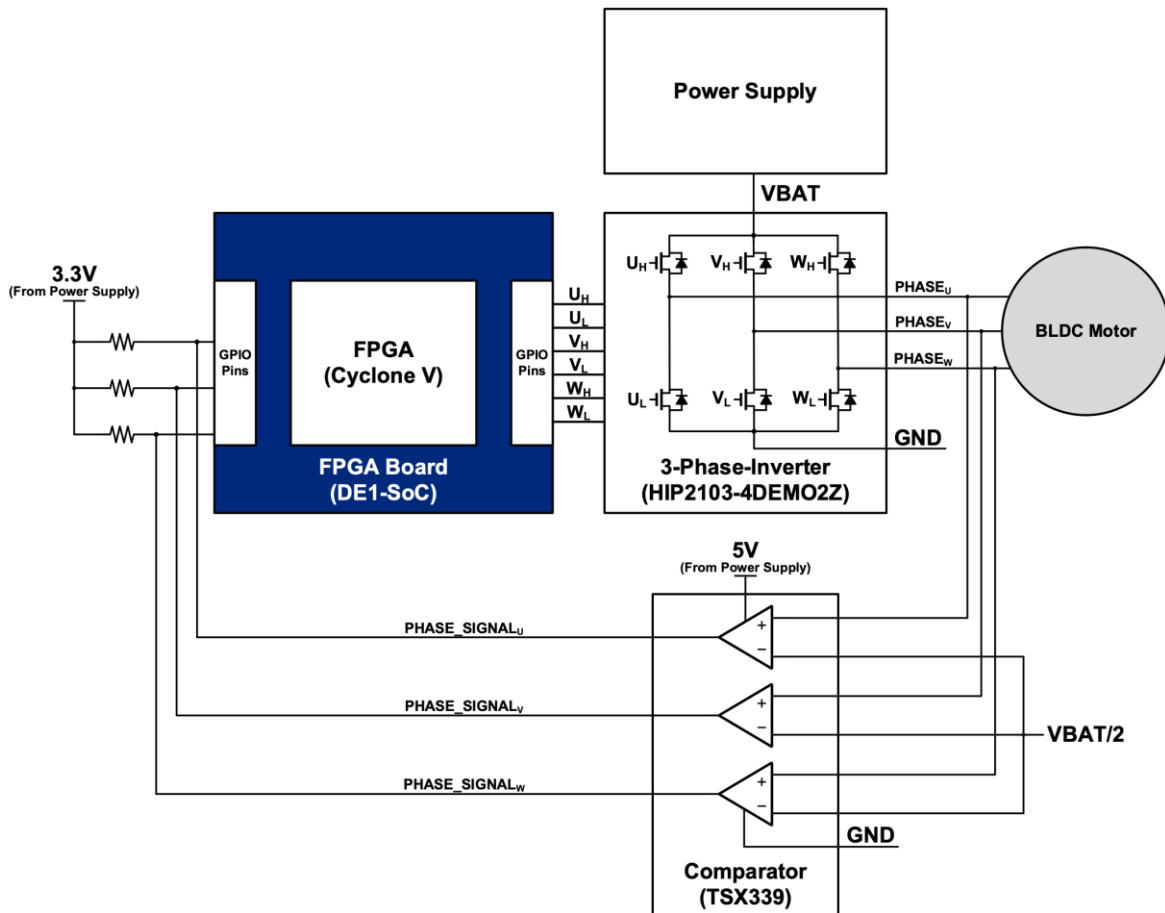 Power Supply
VBAT
3.3V
(From Power Supply)
GPIO
Pins
FPGA
(Cyclone V)
GPIO
Pins
FPGA Board
(DE1-SoC)
UH
UL
VH
VL
WH
WL
UH
VH
WH
UL
VL
WL
GND
3-Phase-Inverter
(HIP2103-4DEMO2Z)
PHASEU
PHASEV
PHASEW
BLDC Motor
5V
(From Power Supply)
+
−
+
−
+
−
PHASE_SIGNALU
PHASE_SIGNALV
PHASE_SIGNALW
VBAT/2
GND
Comparator
(TSX339)